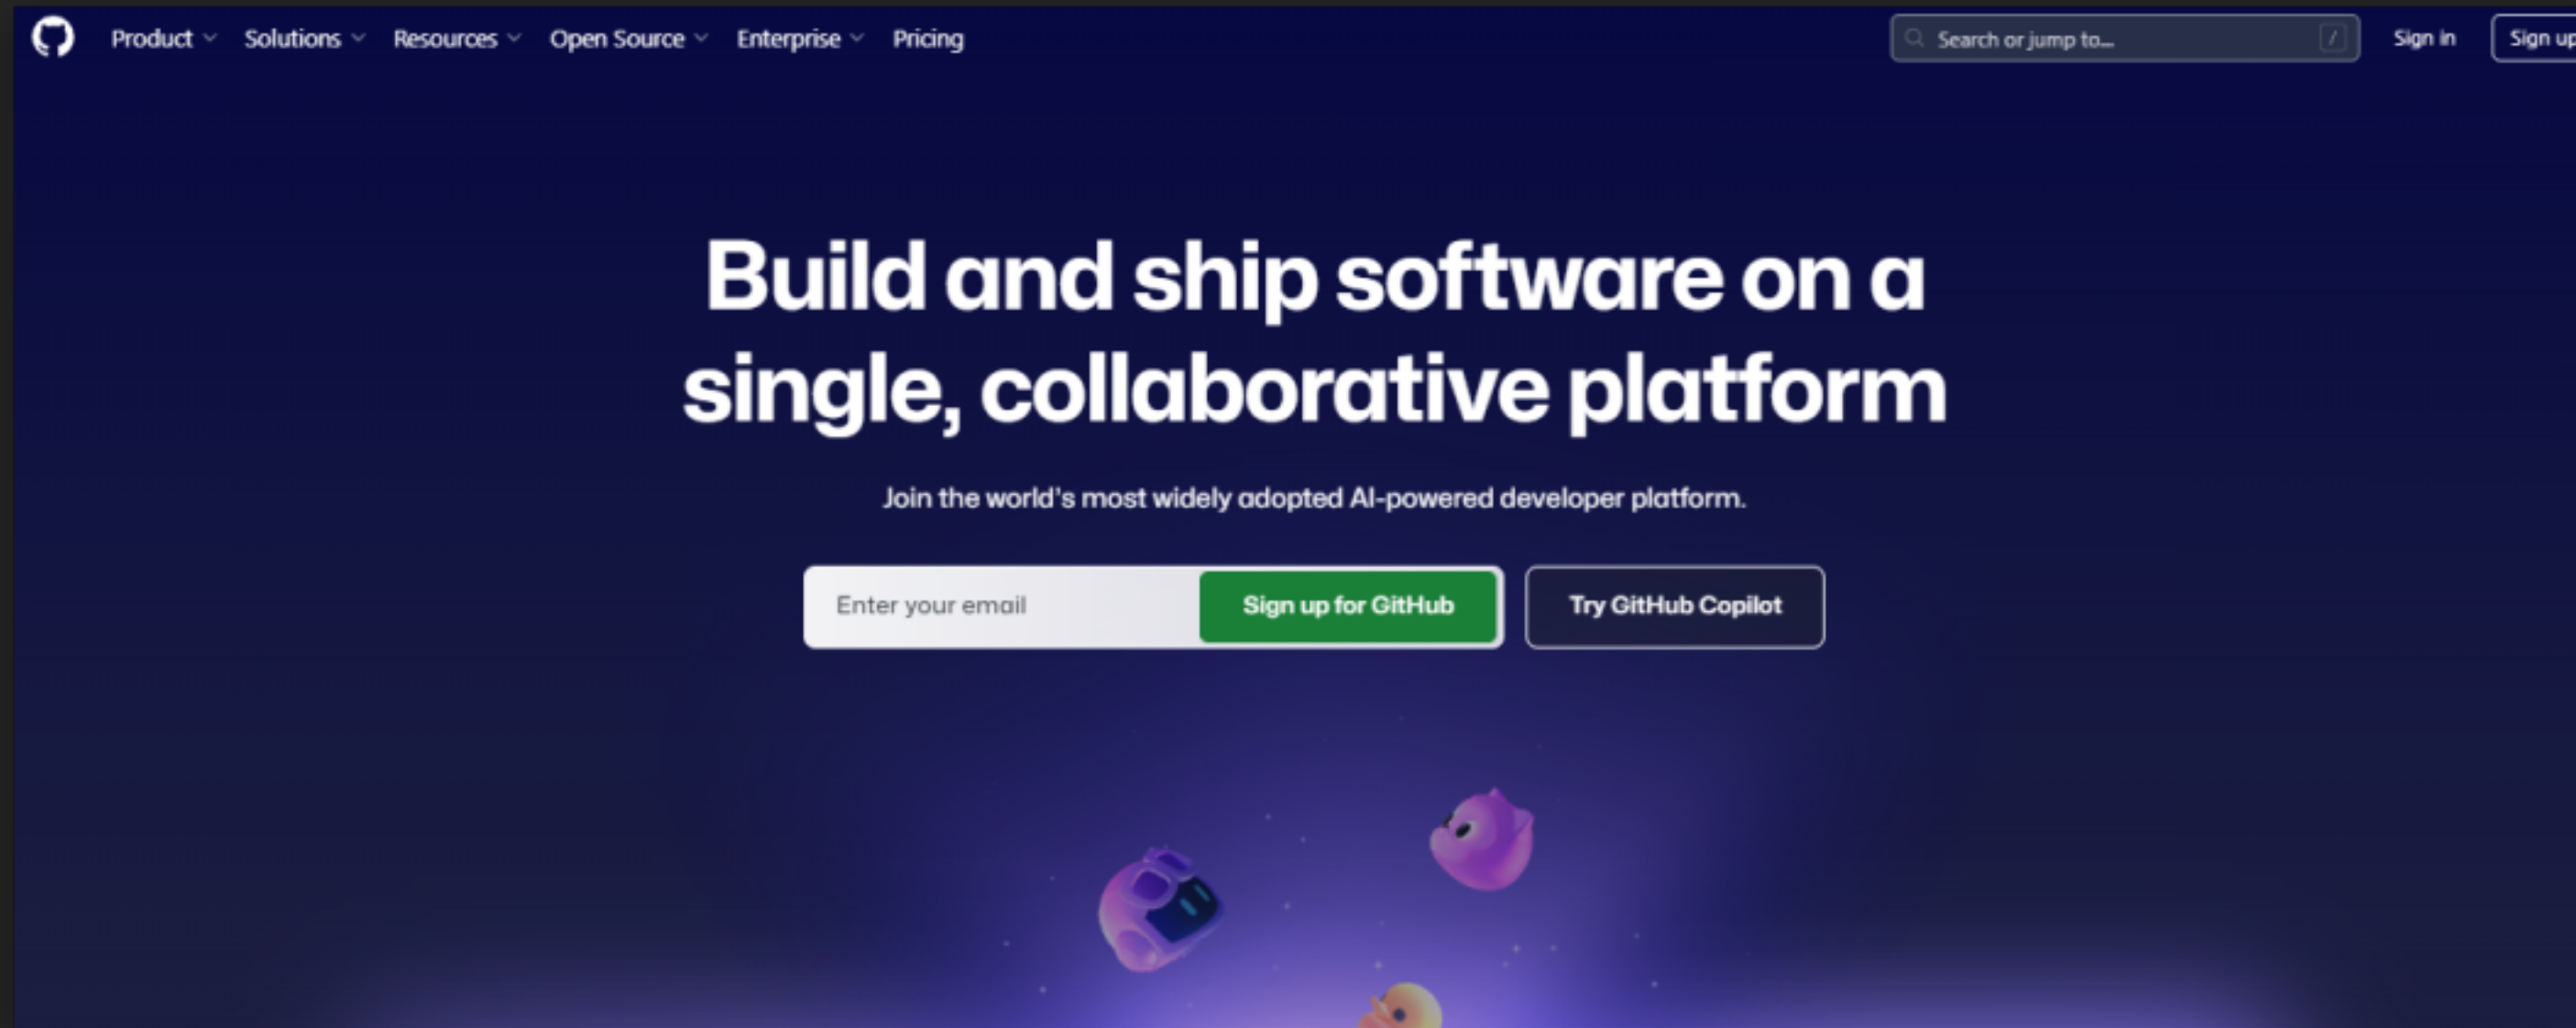 Product Solutions Resources Open Source Enterprise Pricing Search or jump to... / Sign in Sign up
Build and ship software on a
single, collaborative platform
Join the world's most widely adopted AI-powered developer platform.
Enter your email Sign up for GitHub Try GitHub Copilot